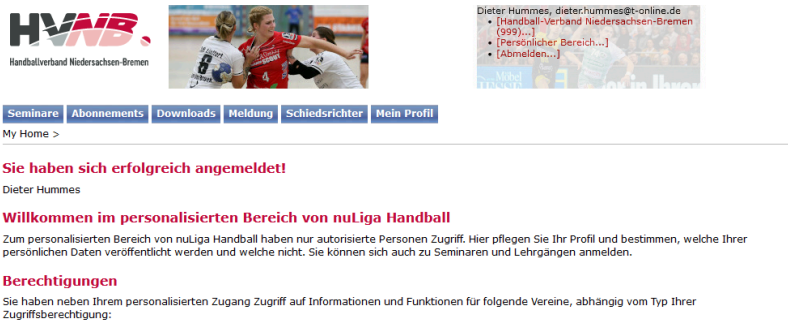 HVNB.
Handballverband Niedersachsen-Bremen
8
4
Dieter Hummes, dieter.hummes@t-online.de
[Handball-Verband Niedersachsen-Bremen
(999)...]
[Persönlicher Bereich...]
[Abmelden...]
Möbel
Seminare Abonnements Downloads Meldung Schiedsrichter Mein Profil
My Home >
Sie haben sich erfolgreich angemeldet!
Dieter Hummes
Willkommen im personalisierten Bereich von nuLiga Handball
Zum personalisierten Bereich von nuLiga Handball haben nur autorisierte Personen Zugriff. Hier pflegen Sie Ihr Profil und bestimmen, welche Ihrer
persönlichen Daten veröffentlicht werden und welche nicht. Sie können sich auch zu Seminaren und Lehrgängen anmelden.
Berechtigungen
Sie haben neben Ihrem personalisierten Zugang Zugriff auf Informationen und Funktionen für folgende Vereine, abhängig vom Typ Ihrer
Zugriffsberechtigung: